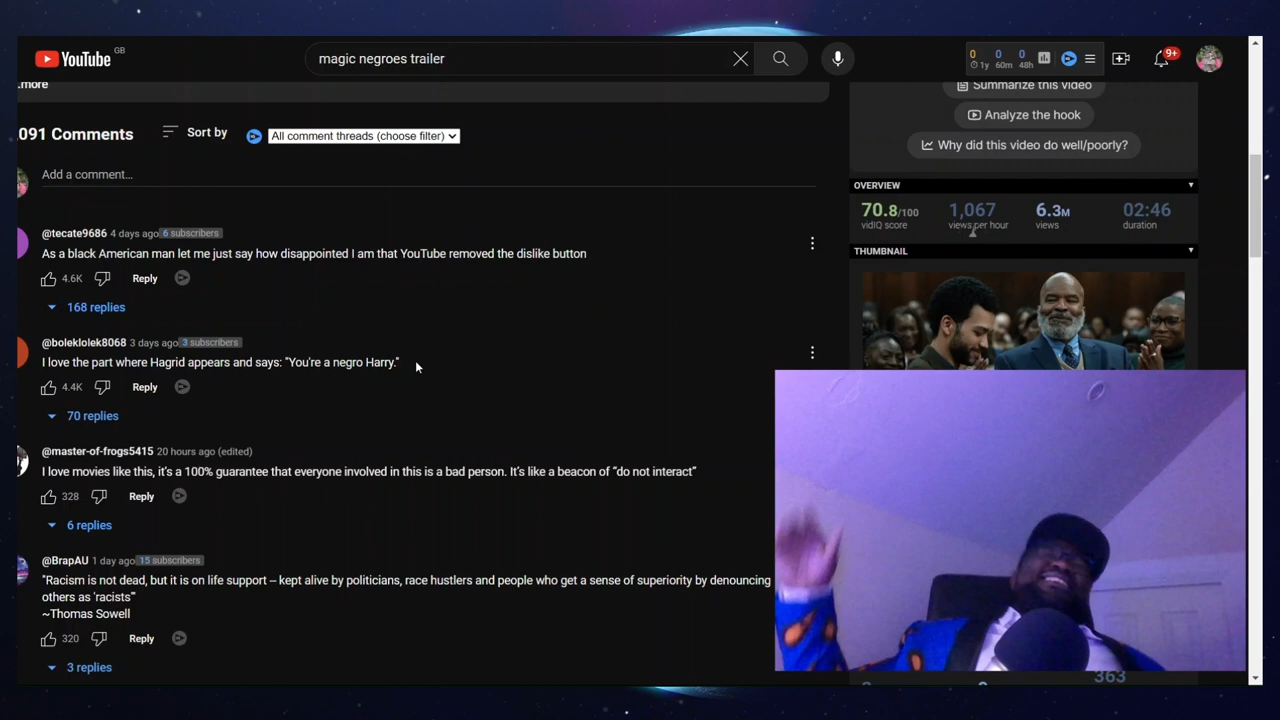 YouTube GB
magic negroes trailer
0 0 0
1y 60m 48h
9+
...more
Summarize this video
Analyze the hook
Why did this video do well/poorly?
091 Comments
Sort by
All comment threads (choose filter)
Add a comment...
OVERVIEW
70.8/100 1,067 6.3M 02:46
vidIQ score views per hour views duration
THUMBNAIL
@tecate9686 4 days ago 6 subscribers
As a black American man let me just say how disappointed I am that YouTube removed the dislike button
4.6K Reply
168 replies
@boleklolek8068 3 days ago 3 subscribers
I love the part where Hagrid appears and says: "You're a negro Harry."
4.4K Reply
70 replies
@master-of-frogs5415 20 hours ago (edited)
I love movies like this, it's a 100% guarantee that everyone involved in this is a bad person. It's like a beacon of “do not interact”
328 Reply
6 replies
@BrapAU 1 day ago 15 subscribers
"Racism is not dead, but it is on life support -- kept alive by politicians, race hustlers and people who get a sense of superiority by denouncing
others as 'racists'"
~Thomas Sowell
320 Reply
3 replies
363